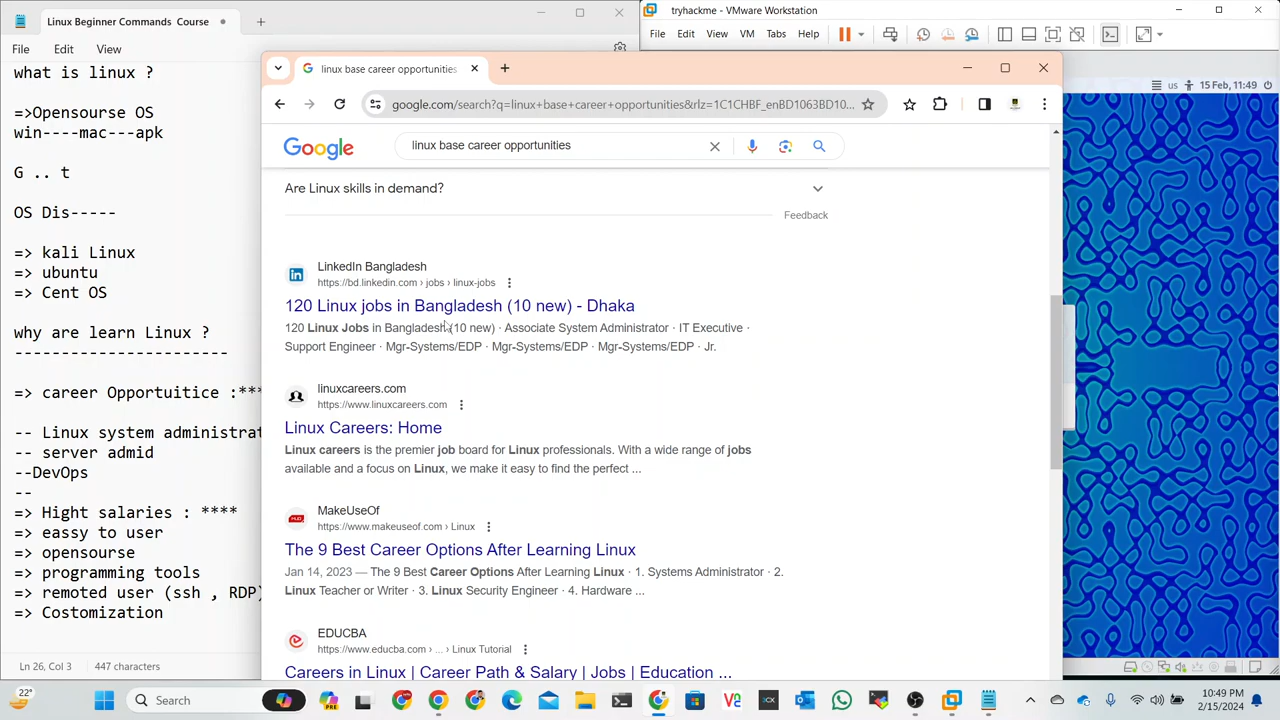 Linux Beginner Commands Course
File Edit View
what is linux ?
=>Opensourse OS
win----mac---apk
G .. t
OS Dis-----
=> kali Linux
=> ubuntu
=> Cent OS
why are learn Linux ?
-----------------------
=> career Opportuitice :***
-- Linux system administrat
-- server admid
--DevOps
--
=> Hight salaries : ****
=> eassy to user
=> opensourse
=> programming tools
=> remoted user (ssh , RDP)
=> Costomization
Ln 26, Col 3 447 characters
tryhackme - VMware Workstation
File Edit View VM Tabs Help
us 15 Feb, 11:49
linux base career opportunities
google.com/search?q=linux+base+career+opportunities&rlz=1C1CHBF_enBD1063BD10...
Google
linux base career opportunities
Are Linux skills in demand?
Feedback
LinkedIn Bangladesh
https://bd.linkedin.com › jobs › linux-jobs
120 Linux jobs in Bangladesh (10 new) - Dhaka
120 Linux Jobs in Bangladesh (10 new) · Associate System Administrator · IT Executive ·
Support Engineer · Mgr-Systems/EDP · Mgr-Systems/EDP · Mgr-Systems/EDP · Jr.
linuxcareers.com
https://www.linuxcareers.com
Linux Careers: Home
Linux careers is the premier job board for Linux professionals. With a wide range of jobs
available and a focus on Linux, we make it easy to find the perfect ...
MakeUseOf
https://www.makeuseof.com › Linux
The 9 Best Career Options After Learning Linux
Jan 14, 2023 — The 9 Best Career Options After Learning Linux · 1. Systems Administrator · 2.
Linux Teacher or Writer · 3. Linux Security Engineer · 4. Hardware ...
EDUCBA
https://www.educba.com › ... › Linux Tutorial
Careers in Linux | Career Path & Salary | Jobs | Education ...
22°
Search
10:49 PM
2/15/2024